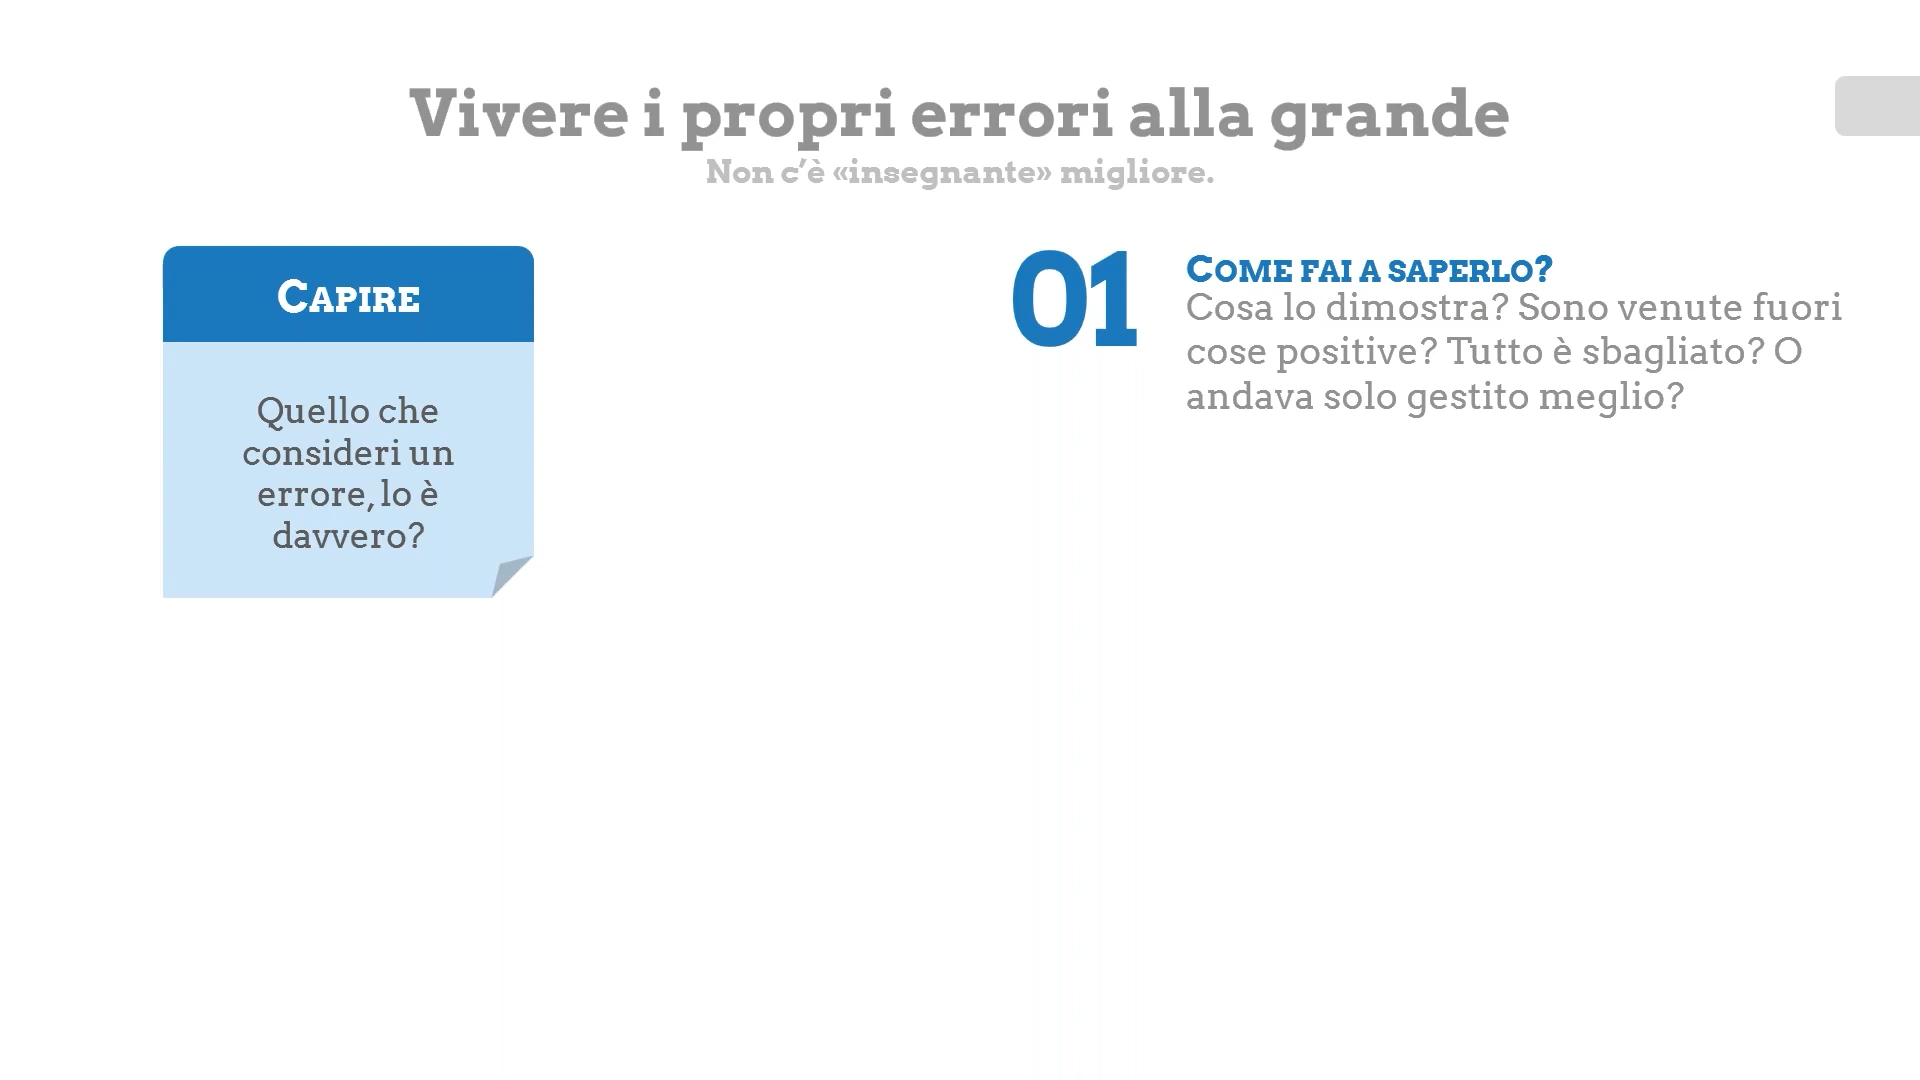 Vivere i propri errori alla grande
Non c’è «insegnante» migliore.
Capire
Quello che
consideri un
errore, lo è
davvero?
01
Come fai a saperlo?
Cosa lo dimostra? Sono venute fuori
cose positive? Tutto è sbagliato? O
andava solo gestito meglio?